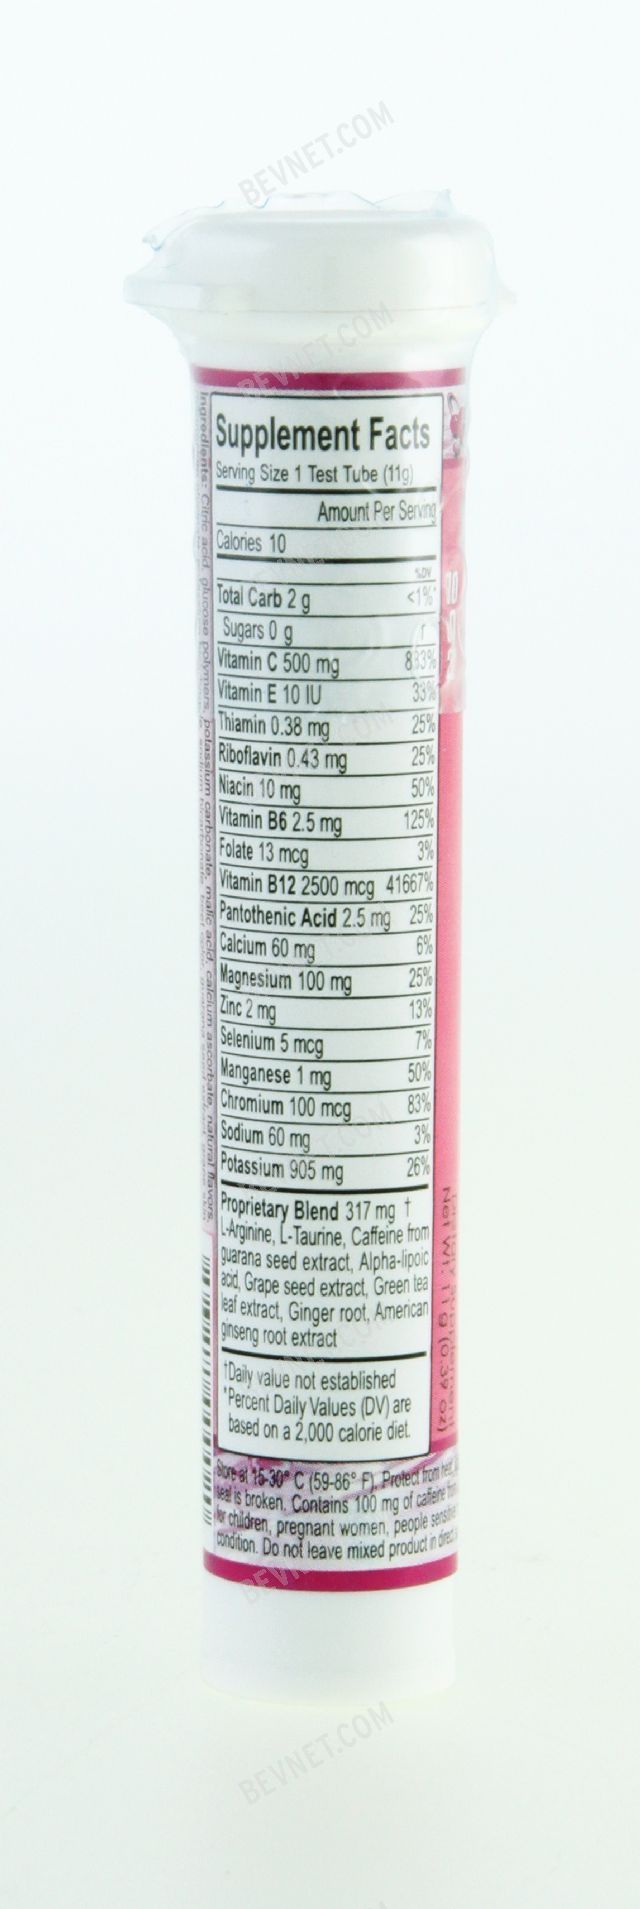 BEVNET.COM
BEVNET.COM
Supplement Facts
Serving Size 1 Test Tube (11g)
Amount Per Serving
Calories 10
%DV
Total Carb 2 g <1%*
Sugars 0 g †
Vitamin C 500 mg 833%
Vitamin E 10 IU 33%
Thiamin 0.38 mg 25%
Riboflavin 0.43 mg 25%
Niacin 10 mg 50%
Vitamin B6 2.5 mg 125%
Folate 13 mcg 3%
Vitamin B12 2500 mcg 41667%
Pantothenic Acid 2.5 mg 25%
Calcium 60 mg 6%
Magnesium 100 mg 25%
Zinc 2 mg 13%
Selenium 5 mcg 7%
Manganese 1 mg 50%
Chromium 100 mcg 83%
Sodium 60 mg 3%
Potassium 905 mg 26%
Proprietary Blend 317 mg †
L-Arginine, L-Taurine, Caffeine from
guarana seed extract, Alpha-lipoic
acid, Grape seed extract, Green tea
leaf extract, Ginger root, American
ginseng root extract
†Daily value not established
*Percent Daily Values (DV) are
based on a 2,000 calorie diet.
Store at 15-30° C (59-86° F). Protect from heat,
seal is broken. Contains 100 mg of caffeine from
for children, pregnant women, people sensitive
condition. Do not leave mixed product in direct
Ingredients: Citric acid, glucose polymers, potassium carbonate, malic acid, calcium ascorbate, natural flavors,
Net Wt. 11 g (0.39 oz)
BEVNET.COM